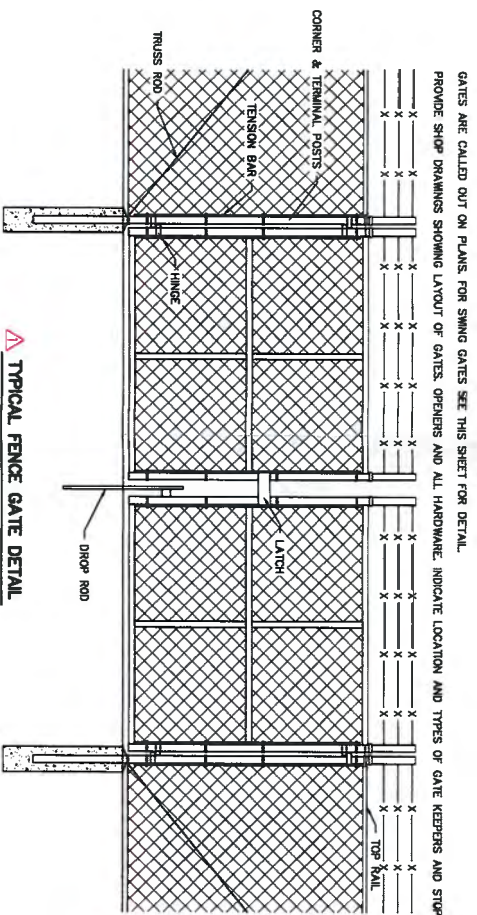 GATES ARE CALLED OUT ON PLANS. FOR SWING GATES SEE THIS SHEET FOR DETAIL.
PROVIDE SHOP DRAWINGS SHOWING LAYOUT OF GATES, OPENERS AND ALL HARDWARE. INDICATE LOCATION AND TYPES OF GATE KEEPERS AND STOP
CORNER & TERMINAL POSTS
TOP RAIL
TENSION BAR
HINGE
LATCH
TRUSS ROD
DROP ROD
TYPICAL FENCE GATE DETAIL